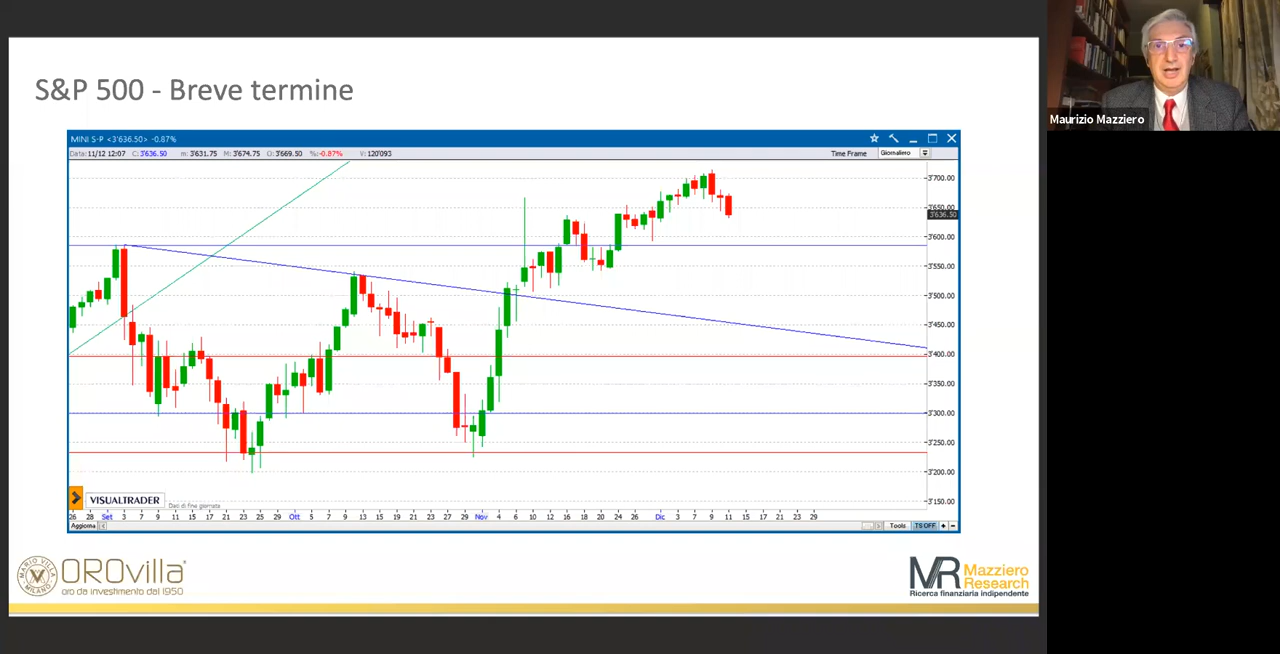 S&P 500 - Breve termine
MINI S-P <3'636.50> -0.87%
Data: 11/12 12:07 C: 3'636.50 m: 3'631.75 M: 3'674.75 O: 3'669.50 %: -0.87% V: 120'093
Time Frame Giornaliero
3'700.00
3'650.00
3'636.50
3'600.00
3'550.00
3'500.00
3'450.00
3'400.00
3'350.00
3'300.00
3'250.00
3'200.00
3'150.00
VISUALTRADER
Dati di fine giornata
26 28 Set 3 7 9 11 15 17 21 23 25 29 Ott 5 7 9 13 15 19 21 23 27 29 Nov 4 6 10 12 16 18 20 24 26 Dic 3 7 9 11 15 17 21 23 29
Aggiorna
Tools TS OFF + -
MARIO VILLA MILANO
OROvilla
oro da investimento dal 1950
MR Mazziero
Research
Ricerca finanziaria indipendente
Maurizio Mazziero